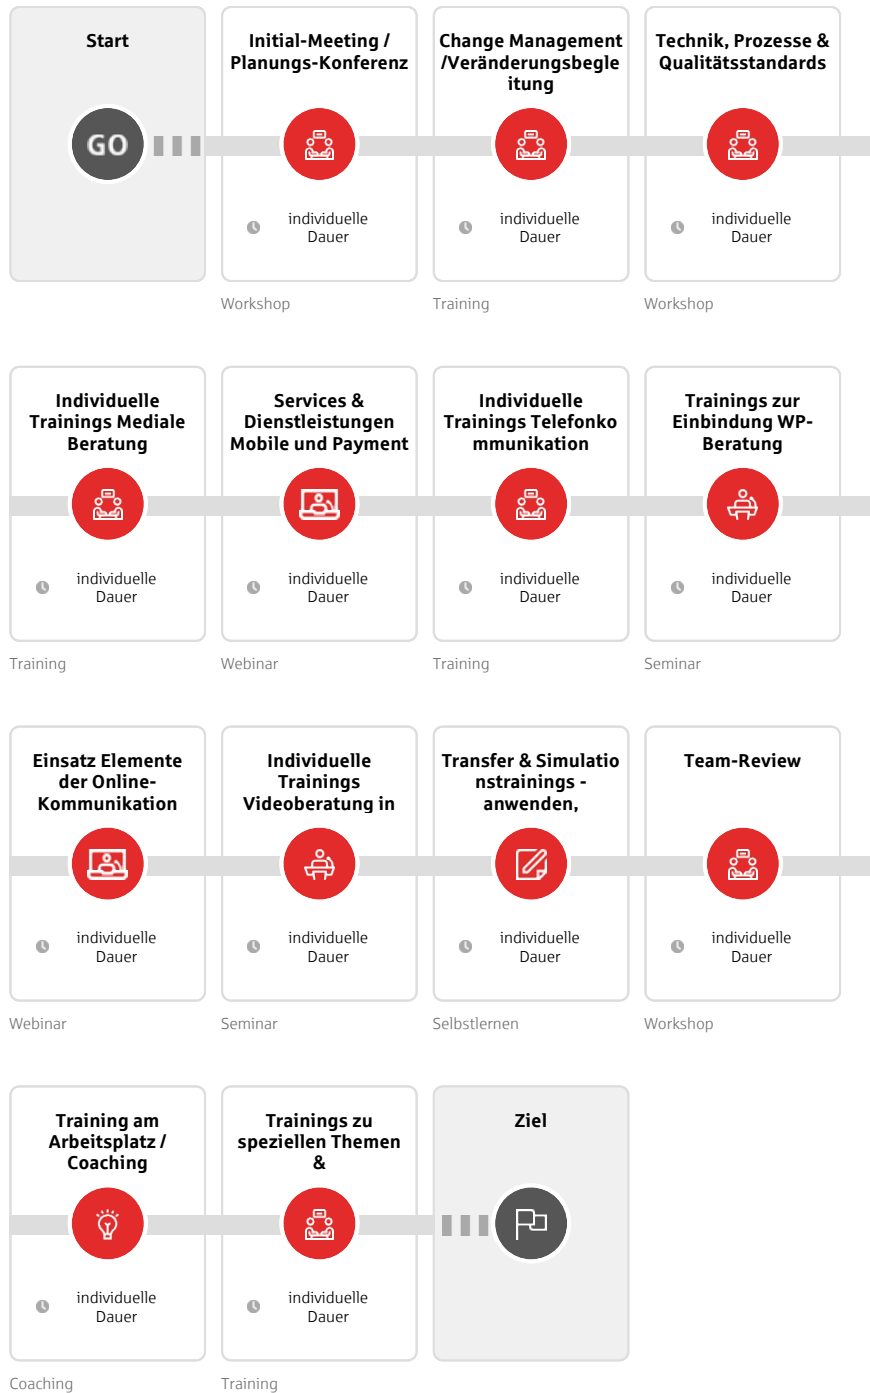 Start
Initial-Meeting /
Planungs-Konferenz
Change Management
/Veränderungsbegle
itung
Technik, Prozesse &
Qualitätsstandards
GO
individuelle
Dauer
individuelle
Dauer
individuelle
Dauer
Workshop
Training
Workshop
Individuelle
Trainings Mediale
Beratung
Services &
Dienstleistungen
Mobile und Payment
Individuelle
Trainings Telefonko
mmunikation
Trainings zur
Einbindung WP-
Beratung
individuelle
Dauer
individuelle
Dauer
individuelle
Dauer
individuelle
Dauer
Training
Webinar
Training
Seminar
Einsatz Elemente
der Online-
Kommunikation
Individuelle
Trainings
Videoberatung in
Transfer & Simulatio
nstrainings -
anwenden,
Team-Review
individuelle
Dauer
individuelle
Dauer
individuelle
Dauer
individuelle
Dauer
Webinar
Seminar
Selbstlernen
Workshop
Training am
Arbeitsplatz /
Coaching
Trainings zu
speziellen Themen
&
Ziel
individuelle
Dauer
individuelle
Dauer
Coaching
Training